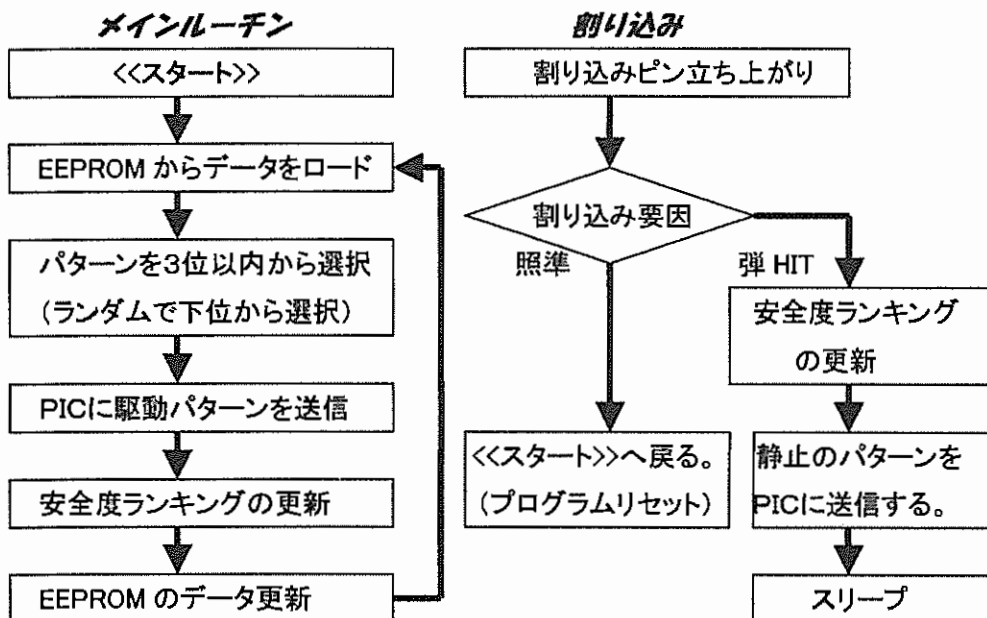 メインルーチン
<<スタート>>
EEPROM からデータをロード
パターンを3位以内から選択
(ランダムで下位から選択)
PICに駆動パターンを送信
安全度ランキングの更新
EEPROM のデータ更新
割り込み
割り込みピン立ち上がり
割り込み要因
照準
弾 HIT
<<スタート>>へ戻る。
(プログラムリセット)
安全度ランキング
の更新
静止のパターンを
PICに送信する。
スリープ